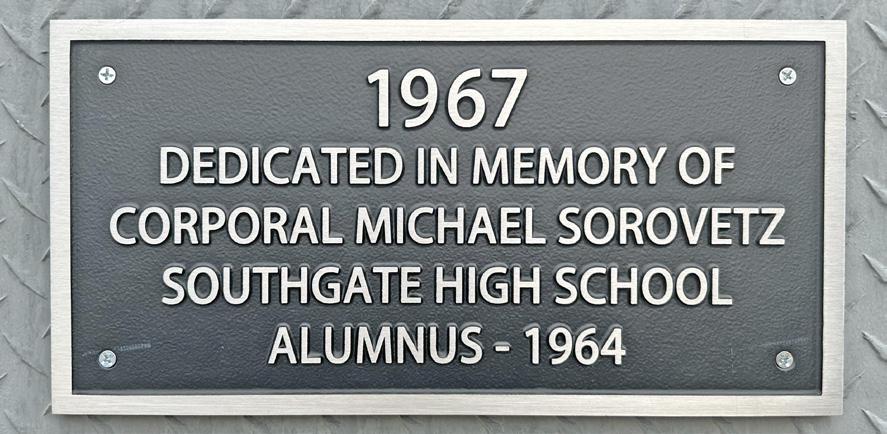 1967
DEDICATED IN MEMORY OF
CORPORAL MICHAEL SOROVETZ
SOUTHGATE HIGH SCHOOL
ALUMNUS - 1964